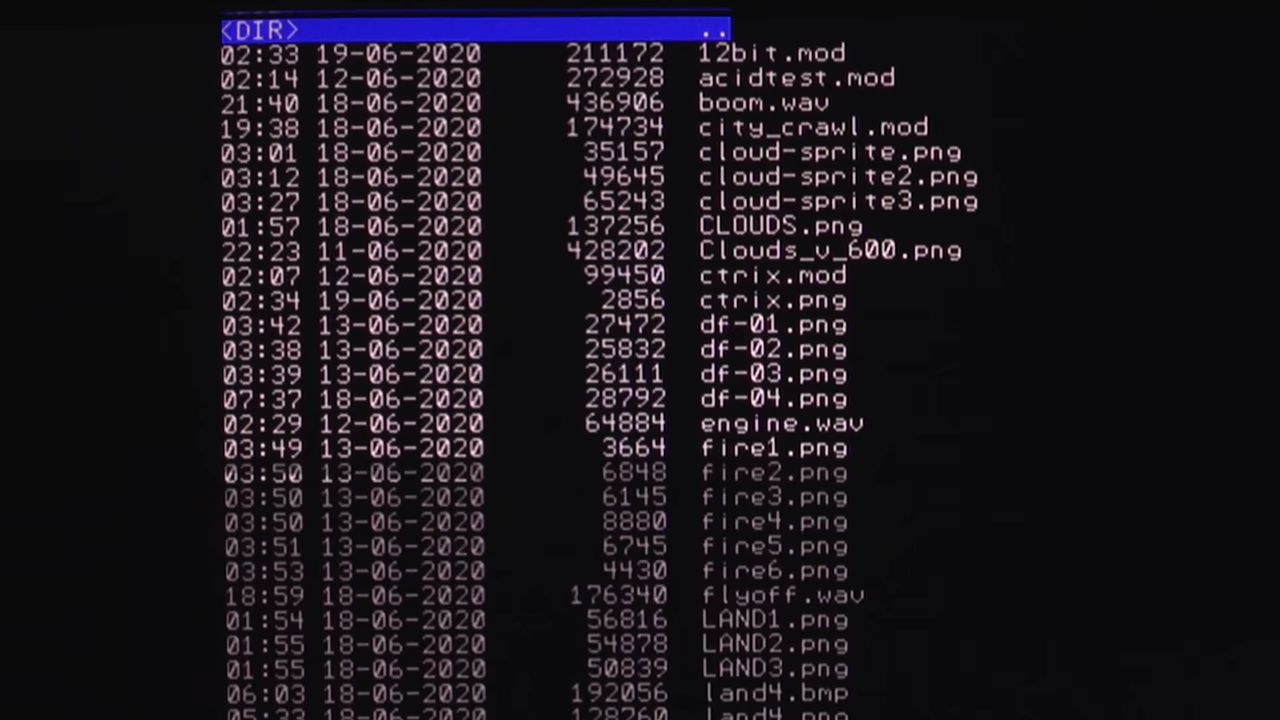 <DIR> ..
02:33 19-06-2020 211172 12bit.mod
02:14 12-06-2020 272928 acidtest.mod
21:40 18-06-2020 436906 boom.wav
19:38 18-06-2020 174734 city_crawl.mod
03:01 18-06-2020 35157 cloud-sprite.png
03:12 18-06-2020 49645 cloud-sprite2.png
03:27 18-06-2020 65243 cloud-sprite3.png
01:57 18-06-2020 137256 CLOUDS.png
22:23 11-06-2020 428202 Clouds_v_600.png
02:07 12-06-2020 99450 ctrix.mod
02:34 19-06-2020 2856 ctrix.png
03:42 13-06-2020 27472 df-01.png
03:38 13-06-2020 25832 df-02.png
03:39 13-06-2020 26111 df-03.png
07:37 18-06-2020 28792 df-04.png
02:29 12-06-2020 64884 engine.wav
03:49 13-06-2020 3664 fire1.png
03:50 13-06-2020 6848 fire2.png
03:50 13-06-2020 6145 fire3.png
03:50 13-06-2020 8880 fire4.png
03:51 13-06-2020 6745 fire5.png
03:53 13-06-2020 4430 fire6.png
18:59 18-06-2020 176340 flyoff.wav
01:54 18-06-2020 56816 LAND1.png
01:55 18-06-2020 54878 LAND2.png
01:55 18-06-2020 50839 LAND3.png
06:03 18-06-2020 192056 land4.bmp
05:33 18-06-2020 128760 land4.png